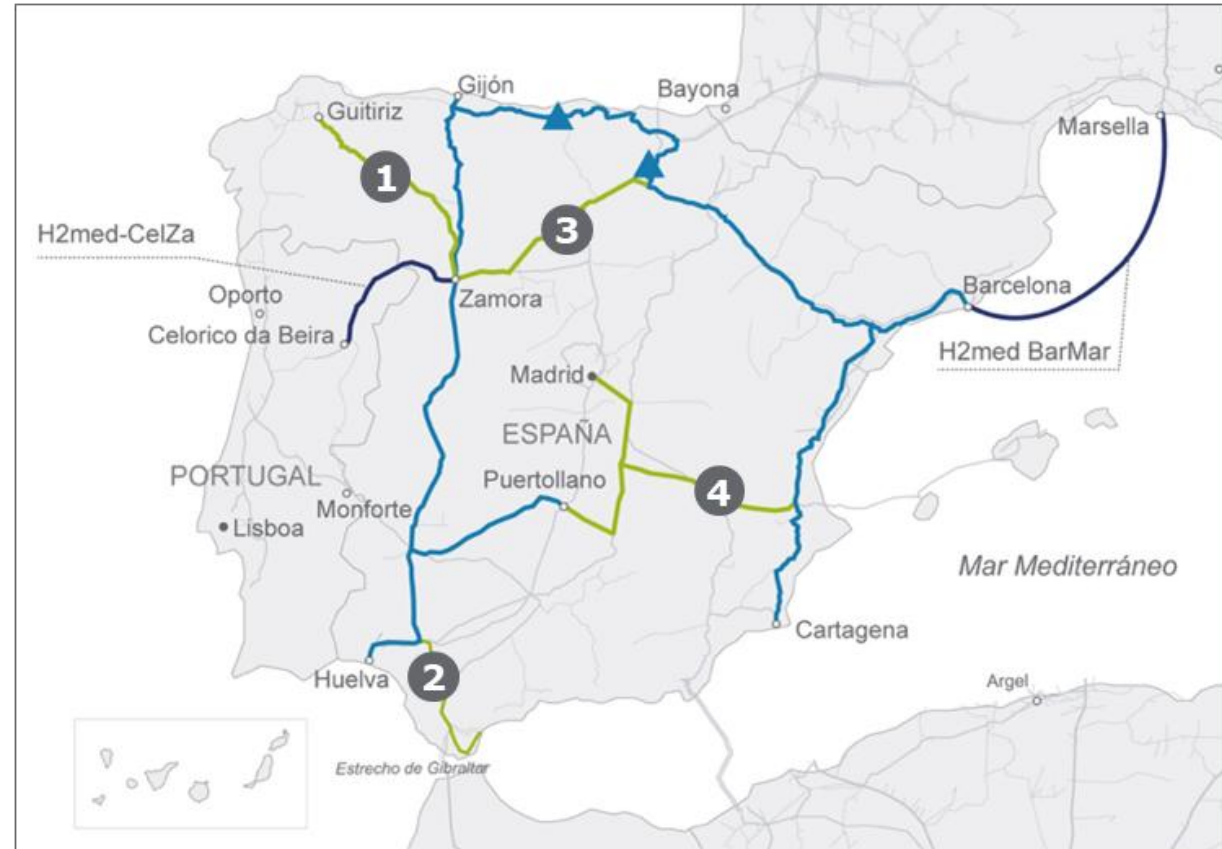 Gijón
Bayona
Guitiriz
Marsella
1
3
H2med-CelZa
Oporto
Zamora
Barcelona
Celorico da Beira
H2med BarMar
Madrid
ESPAÑA
PORTUGAL
Puertollano
4
Monforte
Lisboa
Mar Mediterráneo
Cartagena
Huelva
2
Argel
Estrecho de Gibraltar